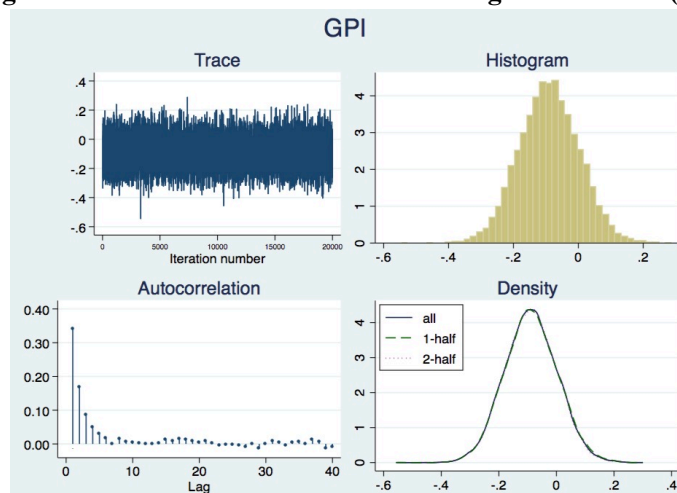 GPI
Trace
.4
.2
0
-.2
-.4
-.6
0 5000 10000 15000 20000
Iteration number
Histogram
4
3
2
1
0
-.6 -.4 -.2 0 .2
Autocorrelation
0.40
0.30
0.20
0.10
0.00
0 10 20 30 40
Lag
Density
all
1-half
2-half
4
3
2
1
0
-.6 -.4 -.2 0 .2 .4